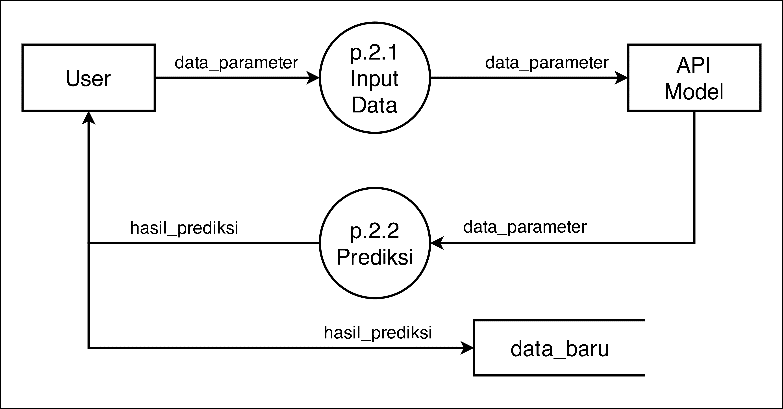 User
data_parameter
p.2.1
Input
Data
data_parameter
API
Model
hasil_prediksi
p.2.2
Prediksi
data_parameter
hasil_prediksi
data_baru